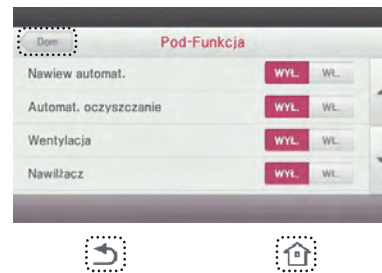 Dom
Pod-Funkcja
Nawiew automat. WYŁ. WŁ.
Automat. oczyszczanie WYŁ. WŁ.
Wentylacja WYŁ. WŁ.
Nawilżacz WYŁ. WŁ.